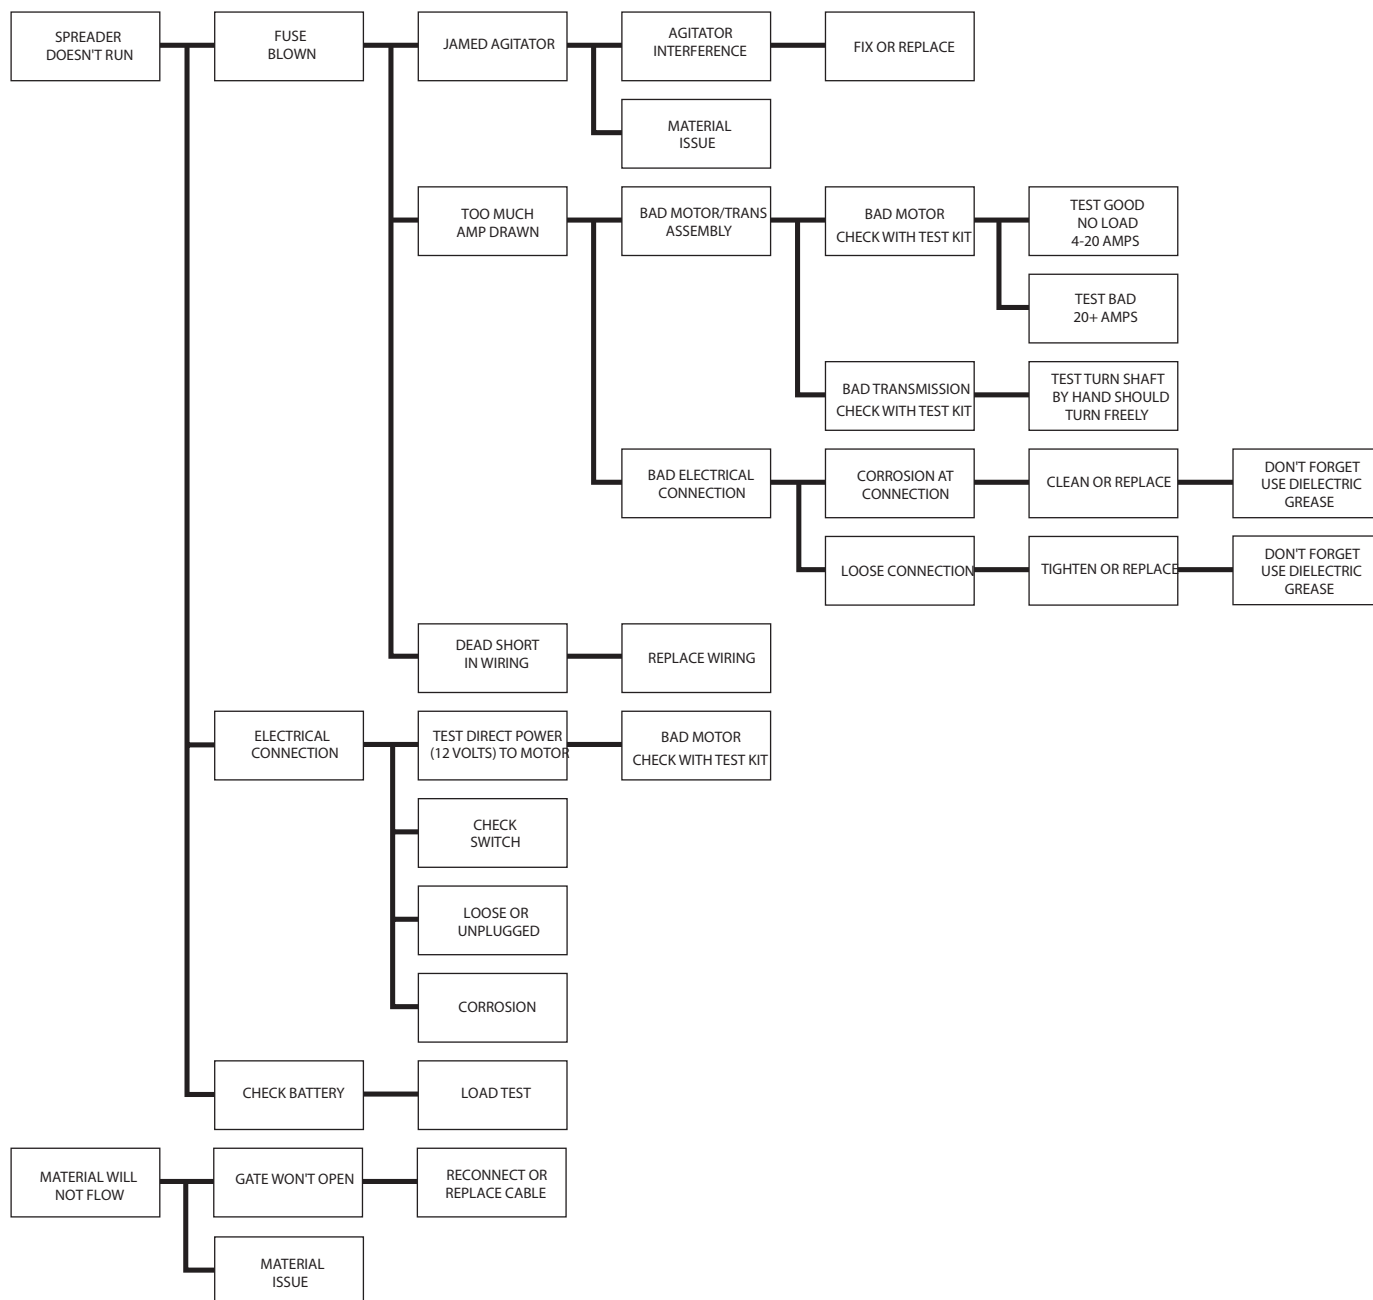 SPREADER
DOESN'T RUN
FUSE
BLOWN
JAMED AGITATOR
AGITATOR
INTERFERENCE
FIX OR REPLACE
MATERIAL
ISSUE
TOO MUCH
AMP DRAWN
BAD MOTOR/TRANS
ASSEMBLY
BAD MOTOR
CHECK WITH TEST KIT
TEST GOOD
NO LOAD
4-20 AMPS
TEST BAD
20+ AMPS
BAD TRANSMISSION
CHECK WITH TEST KIT
TEST TURN SHAFT
BY HAND SHOULD
TURN FREELY
BAD ELECTRICAL
CONNECTION
CORROSION AT
CONNECTION
CLEAN OR REPLACE
DON'T FORGET
USE DIELECTRIC
GREASE
LOOSE CONNECTION
TIGHTEN OR REPLACE
DON'T FORGET
USE DIELECTRIC
GREASE
DEAD SHORT
IN WIRING
REPLACE WIRING
ELECTRICAL
CONNECTION
TEST DIRECT POWER
(12 VOLTS) TO MOTOR
BAD MOTOR
CHECK WITH TEST KIT
CHECK
SWITCH
LOOSE OR
UNPLUGGED
CORROSION
CHECK BATTERY
LOAD TEST
MATERIAL WILL
NOT FLOW
GATE WON'T OPEN
RECONNECT OR
REPLACE CABLE
MATERIAL
ISSUE